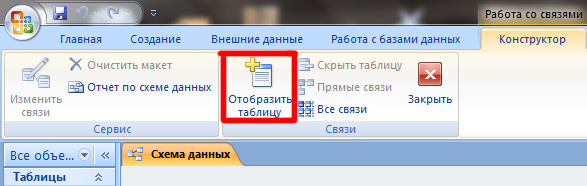 Работа со связями
Главная Создание Внешние данные Работа с базами данных Конструктор
Изменить связи
Очистить макет
Отчет по схеме данных
Сервис
Отобразить таблицу
Скрыть таблицу
Прямые связи
Все связи
Закрыть
Связи
Все объе...
Схема данных
Таблицы